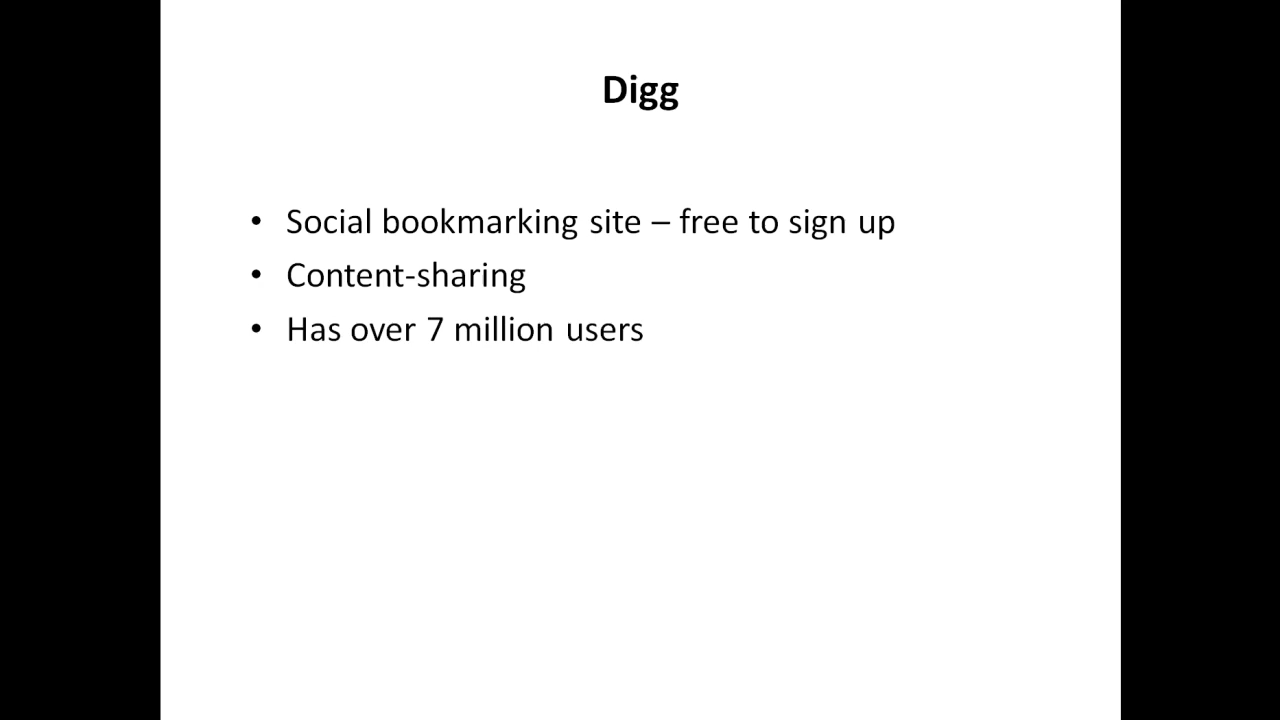 Digg
• Social bookmarking site – free to sign up
• Content-sharing
• Has over 7 million users